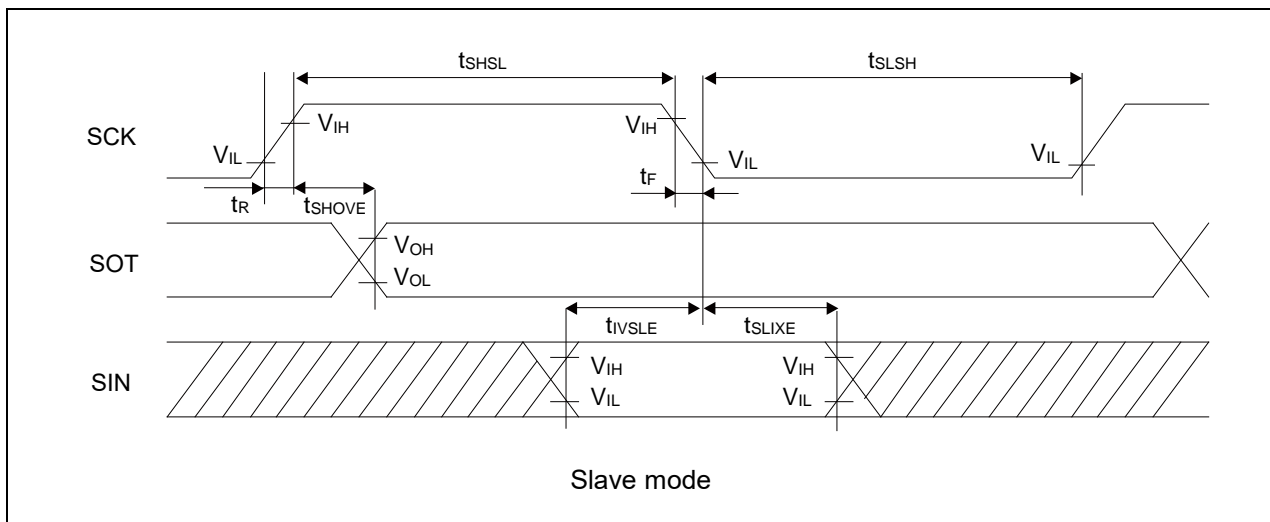 tSHSL
tSLSH
SCK
VIH
VIH
VIL
VIL
VIL
tR
tSHOVE
tF
SOT
VOH
VOL
tIVSLE
tSLIXE
SIN
VIH
VIH
VIL
VIL
Slave mode